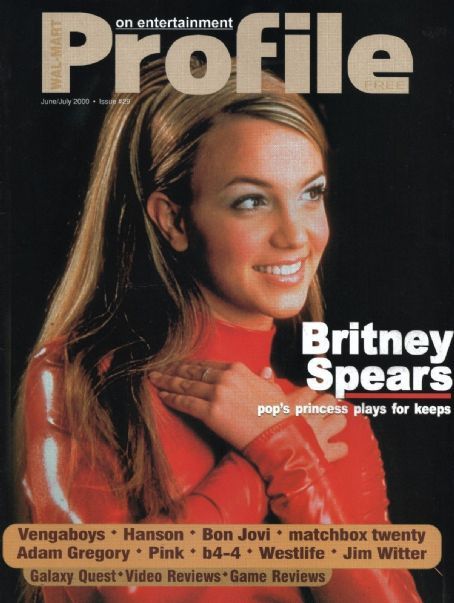 on entertainment
WAL-MART
Profile
FREE
June/July 2000 • Issue #29
Britney
Spears
pop's princess plays for keeps
Vengaboys • Hanson • Bon Jovi • matchbox twenty
Adam Gregory • Pink • b4-4 • Westlife • Jim Witter
Galaxy Quest • Video Reviews • Game Reviews